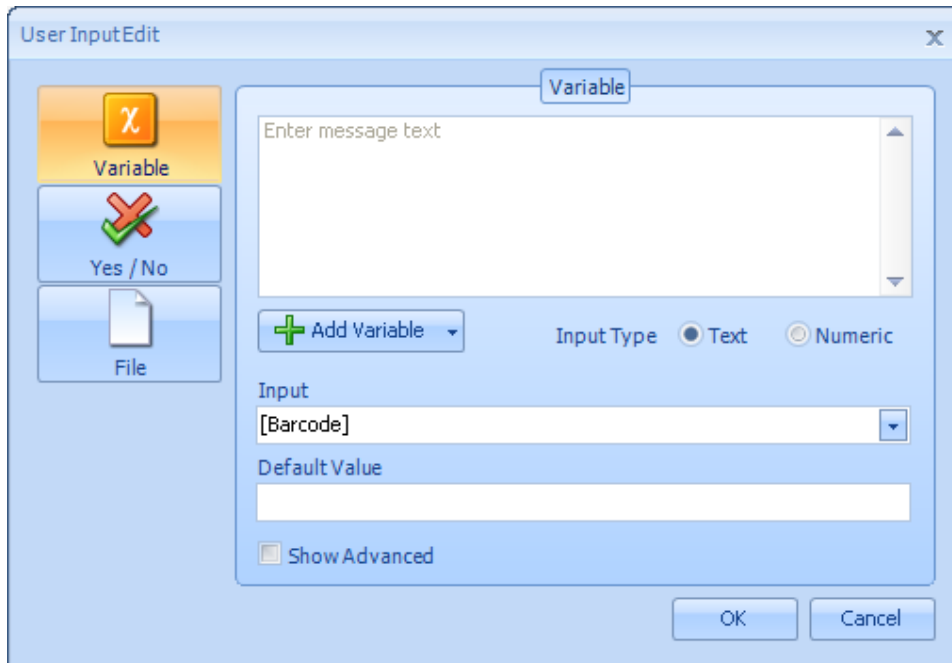 User Input Edit
Variable
Variable
Yes / No
File
Enter message text
Add Variable
Input Type Text Numeric
Input
[Barcode]
Default Value
Show Advanced
OK Cancel